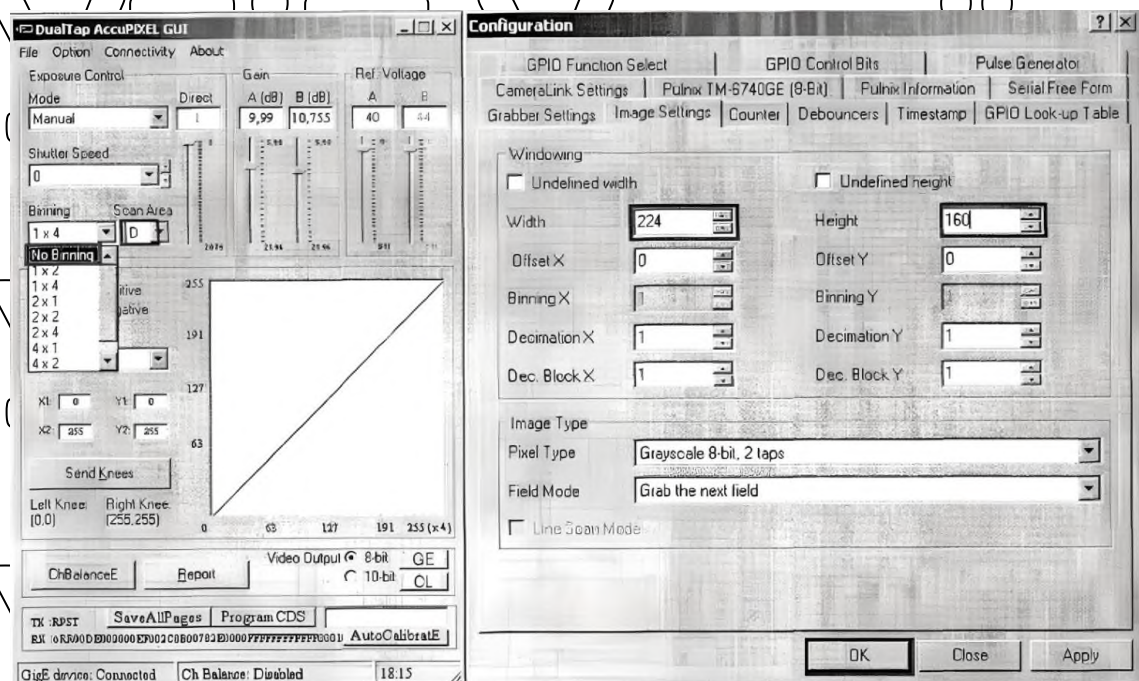 DualTap AccuPIXEL GUI
File Option Connectivity About
Exposure Control
Mode
Direct
Manual
1
Shutter Speed
0
Binning
Scan Area
1 x 4
D
No Binning
1 x 2
1 x 4
2 x 1
2 x 2
2 x 4
4 x 1
4 x 2
Gain
A (dB) B (dB)
9,99 10,755
21.96 21.96
Ref. Voltage
A B
40 44
255
191
127
63
0 63 127 191 255 (x4)
X1: 0 Y1: 0
X2: 255 Y2: 255
Send Knees
Left Knee: Right Knee:
(0,0) (255,255)
Video Output 8-bit
10-bit
GE
CL
ChBalanceE
Report
TX :RPST
SaveAllPages
Program CDS
AutoCalibratE
GigE device: Connected
Ch Balance: Disabled
18:15
Configuration
GPIO Function Select
GPIO Control Bits
Pulse Generator
CameraLink Settings
Pulnix TM-6740GE (8-Bit)
Pulnix Information
Serial Free Form
Grabber Settings
Image Settings
Counter
Debouncers
Timestamp
GPIO Look-up Table
Windowing
Undefined width
Undefined height
Width 224
Height 160
Offset X 0
Offset Y 0
Binning X 1
Binning Y 1
Decimation X 1
Decimation Y 1
Dec. Block X 1
Dec. Block Y 1
Image Type
Pixel Type Grayscale 8-bit, 2 taps
Field Mode Grab the next field
Line Scan Mode
OK
Close
Apply